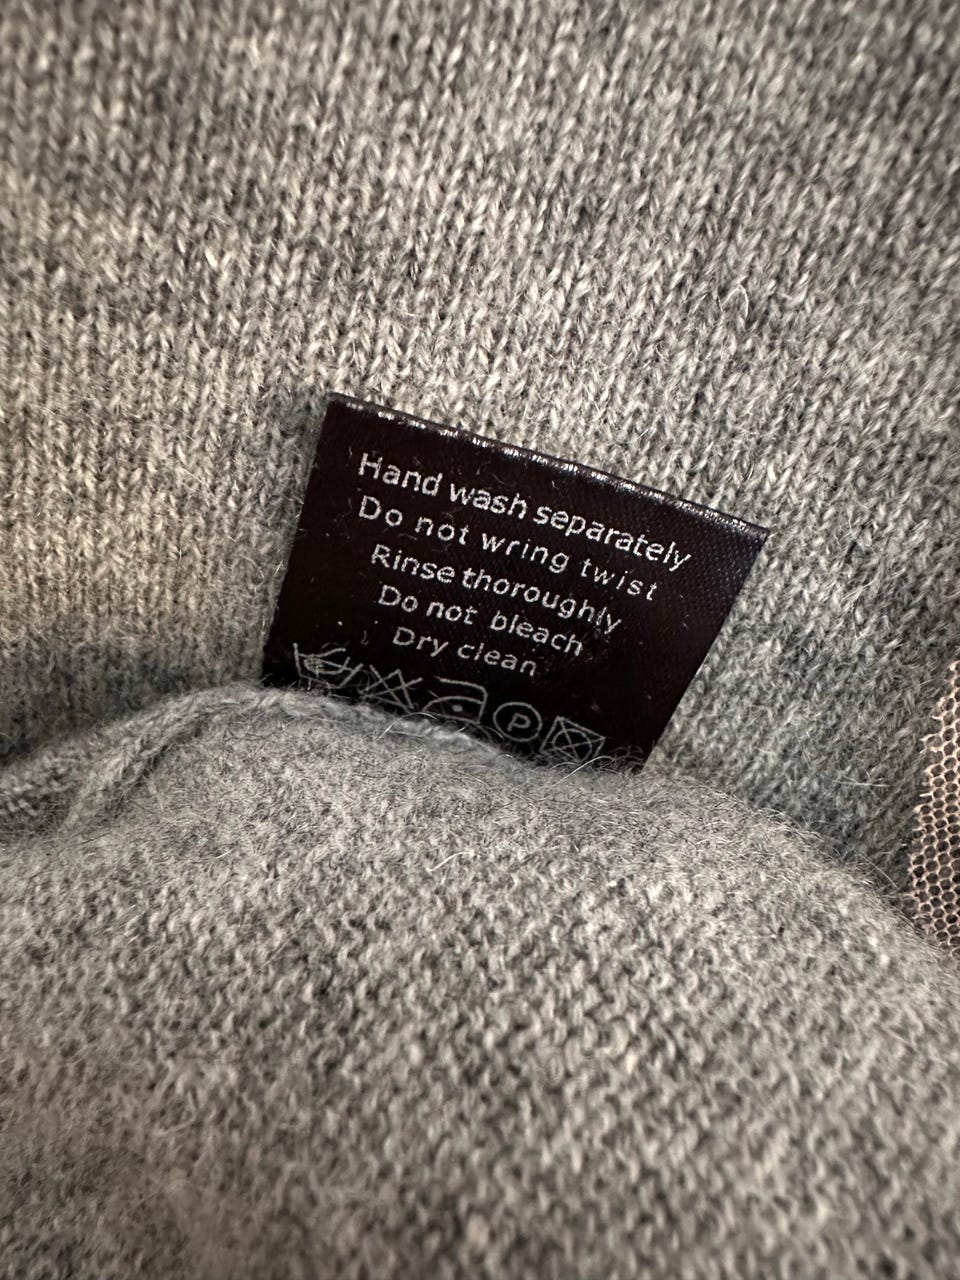 Hand wash separately
Do not wring twist
Rinse thoroughly
Do not bleach
Dry clean
P